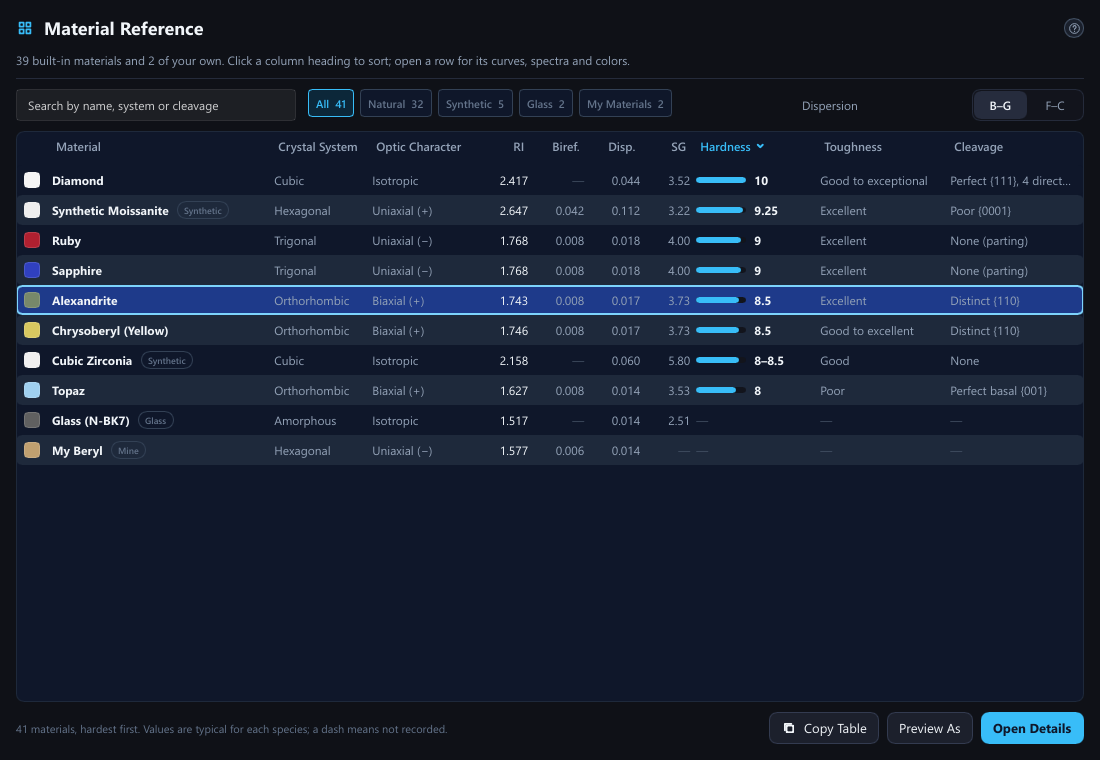 Material Reference
39 built-in materials and 2 of your own. Click a column heading to sort; open a row for its curves, spectra and colors.
Search by name, system or cleavage All 41 Natural 32 Synthetic 5 Glass 2 My Materials 2 Dispersion B–G F–C
Material Crystal System Optic Character RI Biref. Disp. SG Hardness Toughness Cleavage
Diamond Cubic Isotropic 2.417 — 0.044 3.52 10 Good to exceptional Perfect {111}, 4 direct...
Synthetic Moissanite Synthetic Hexagonal Uniaxial (+) 2.647 0.042 0.112 3.22 9.25 Excellent Poor {0001}
Ruby Trigonal Uniaxial (−) 1.768 0.008 0.018 4.00 9 Excellent None (parting)
Sapphire Trigonal Uniaxial (−) 1.768 0.008 0.018 4.00 9 Excellent None (parting)
Alexandrite Orthorhombic Biaxial (+) 1.743 0.008 0.017 3.73 8.5 Excellent Distinct {110}
Chrysoberyl (Yellow) Orthorhombic Biaxial (+) 1.746 0.008 0.017 3.73 8.5 Good to excellent Distinct {110}
Cubic Zirconia Synthetic Cubic Isotropic 2.158 — 0.060 5.80 8–8.5 Good None
Topaz Orthorhombic Biaxial (+) 1.627 0.008 0.014 3.53 8 Poor Perfect basal {001}
Glass (N-BK7) Glass Amorphous Isotropic 1.517 — 0.014 2.51 — — —
My Beryl Mine Hexagonal Uniaxial (−) 1.577 0.006 0.014 — — — —
41 materials, hardest first. Values are typical for each species; a dash means not recorded. Copy Table Preview As Open Details